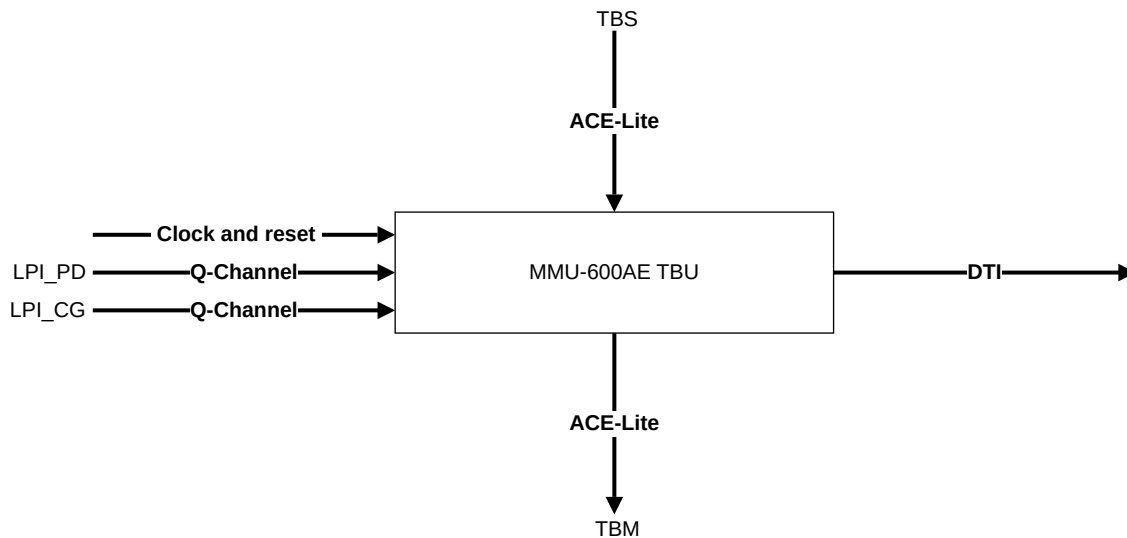 TBS
ACE-Lite
Clock and reset
LPI_PD Q-Channel MMU-600AE TBU DTI
LPI_CG Q-Channel
ACE-Lite
TBM